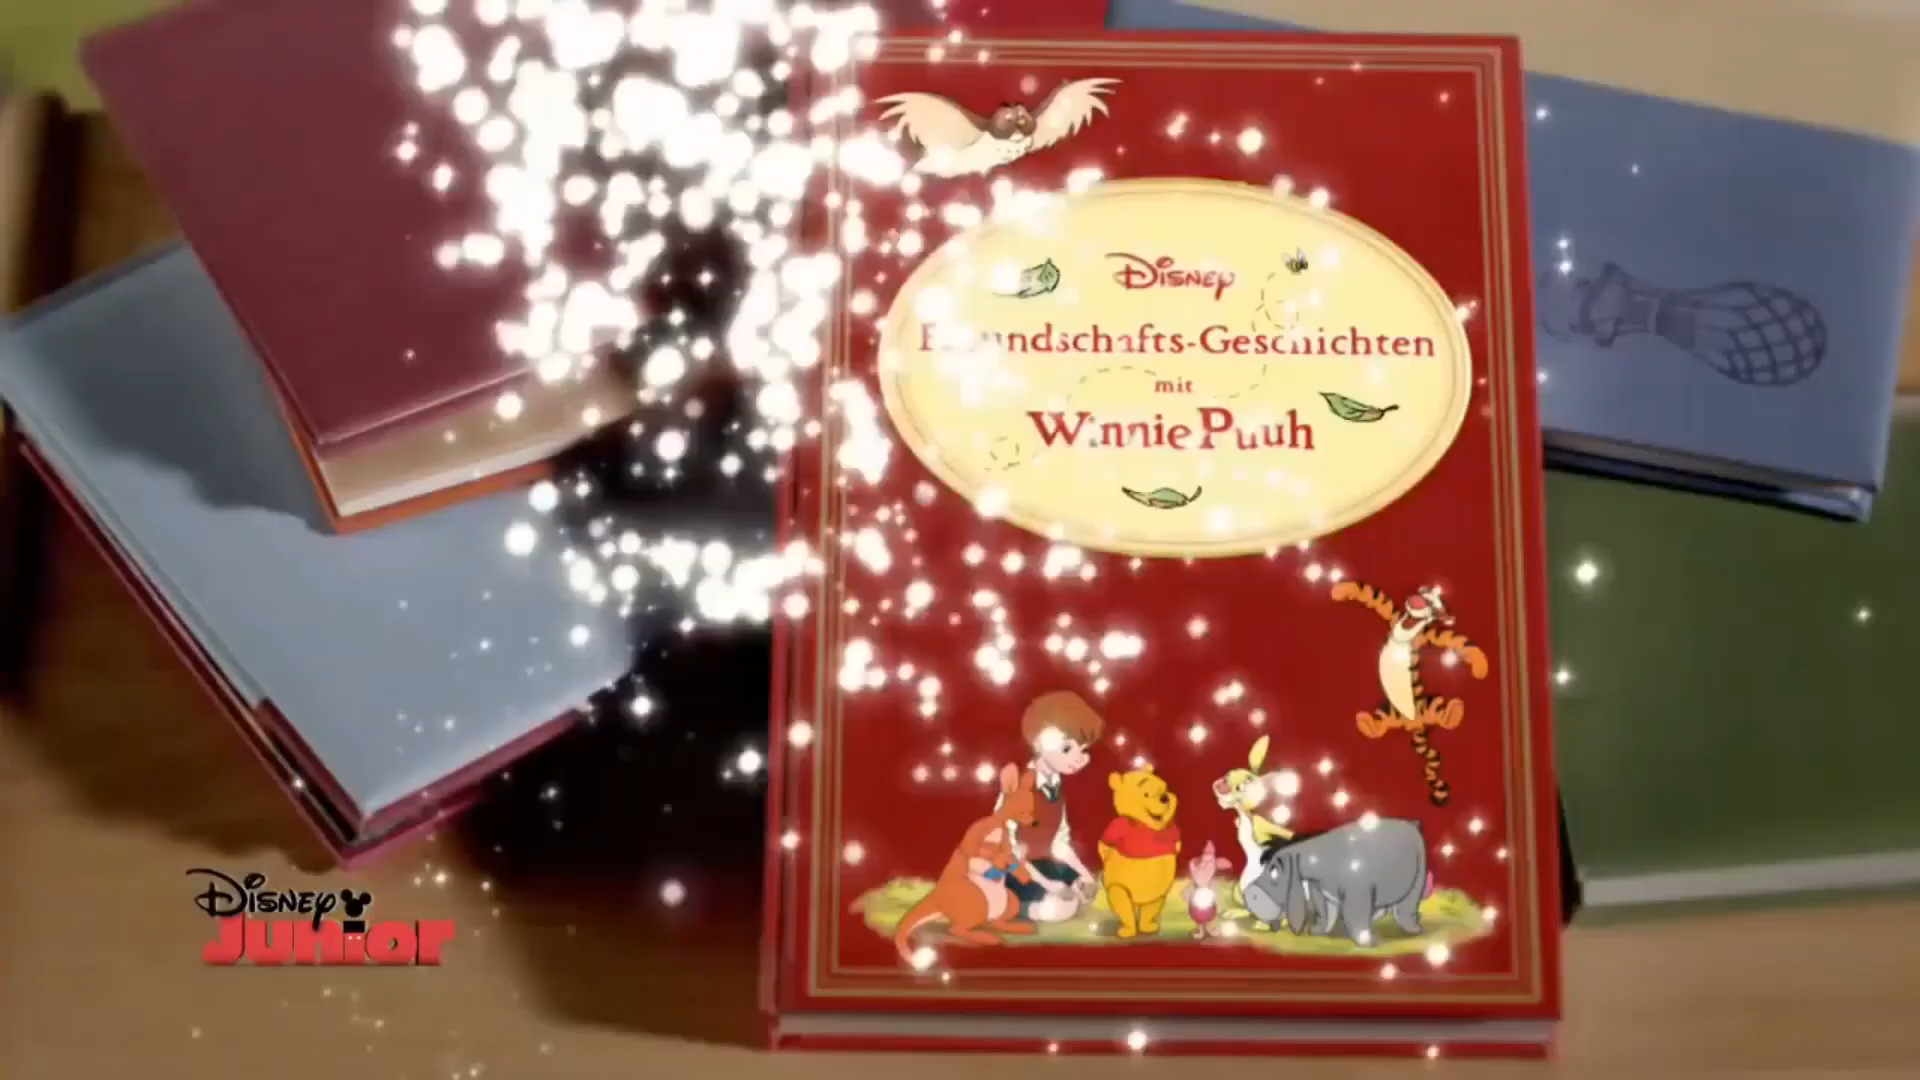 Disney
Freundschafts-Geschichten
mit
Winnie Puuh
Disney
Junior